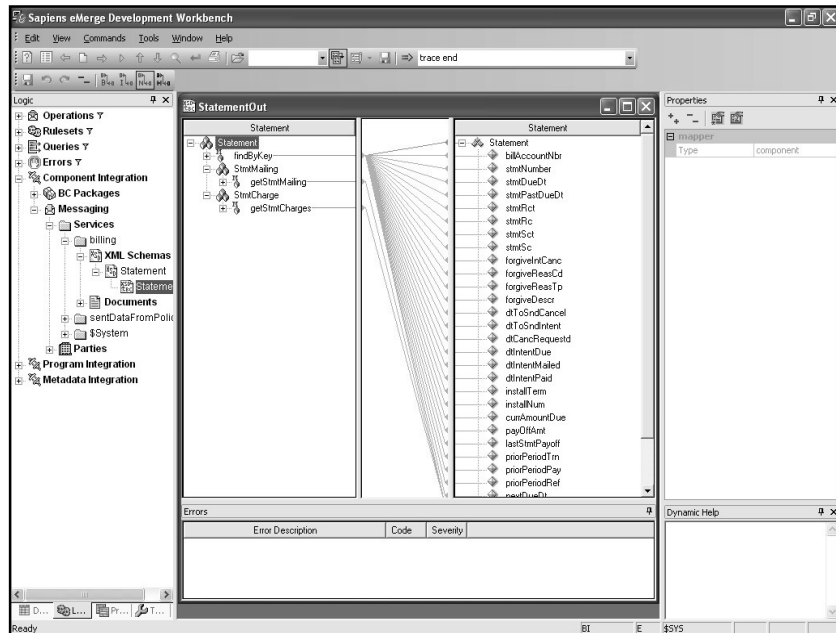 Sapiens eMerge Development Workbench
Edit View Commands Tools Window Help
trace end
Logic
Operations
Rulesets
Queries
Errors
Component Integration
BC Packages
Messaging
Services
billing
XML Schemas
Statement
Stateme
Documents
sentDataFromPolic
$System
Parties
Program Integration
Metadata Integration
D... L... Pr... T...
StatementOut
Statement
Statement
findByKey
StmtMailing
getStmtMailing
StmtCharge
getStmtCharges
Statement
Statement
billAccountNbr
stmtNumber
stmtDueDt
stmtPastDueDt
stmtRct
stmtRc
stmtSct
stmtSc
forgiveIntCanc
forgiveReasCd
forgiveReasTp
forgiveDescr
dtToSndCancel
dtToSndIntent
dtCancRequestd
dtIntentDue
dtIntentMailed
dtIntentPaid
installTerm
installNum
currAmountDue
payOffAmt
lastStmtPayoff
priorPeriodTrn
priorPeriodPay
priorPeriodRef
nextDueDt
Errors
Error Description Code Severity
Properties
mapper
Type component
Dynamic Help
Ready BI E $SYS